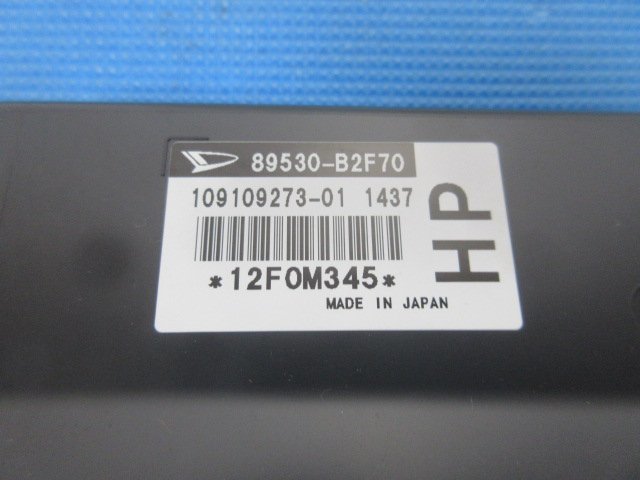 89530-B2F70
109109273-01 1437
*12F0M345*
HP
MADE IN JAPAN